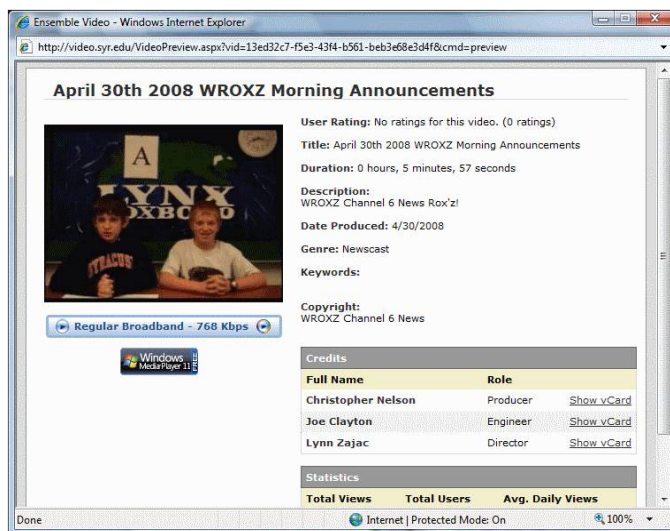 Ensemble Video - Windows Internet Explorer
http://video.syr.edu/VideoPreview.aspx?vid=13ed32c7-f5e3-43f4-b561-beb3e68e3d4f&cmd=preview
April 30th 2008 WROXZ Morning Announcements
A
LYNX
SYRACUS
Regular Broadband - 768 Kbps
Windows
MediaPlayer 11
User Rating: No ratings for this video. (0 ratings)
Title: April 30th 2008 WROXZ Morning Announcements
Duration: 0 hours, 5 minutes, 57 seconds
Description:
WROXZ Channel 6 News Rox'z!
Date Produced: 4/30/2008
Genre: Newscast
Keywords:
Copyright:
WROXZ Channel 6 News
Credits
Full Name Role
Christopher Nelson Producer Show vCard
Joe Clayton Engineer Show vCard
Lynn Zajac Director Show vCard
Statistics
Total Views Total Users Avg. Daily Views
Done Internet | Protected Mode: On 100%